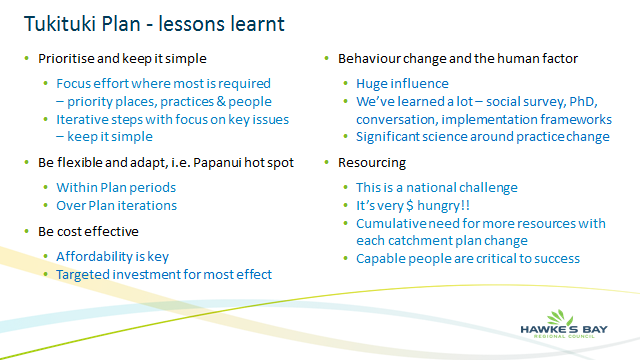 Tukituki Plan - lessons learnt
• Prioritise and keep it simple
• Focus effort where most is required
– priority places, practices & people
• Iterative steps with focus on key issues
– keep it simple
• Be flexible and adapt, i.e. Papanui hot spot
• Within Plan periods
• Over Plan iterations
• Be cost effective
• Affordability is key
• Targeted investment for most effect
• Behaviour change and the human factor
• Huge influence
• We've learned a lot – social survey, PhD,
conversation, implementation frameworks
• Significant science around practice change
• Resourcing
• This is a national challenge
• It's very $ hungry!!
• Cumulative need for more resources with
each catchment plan change
• Capable people are critical to success
HAWKE'S BAY
REGIONAL COUNCIL